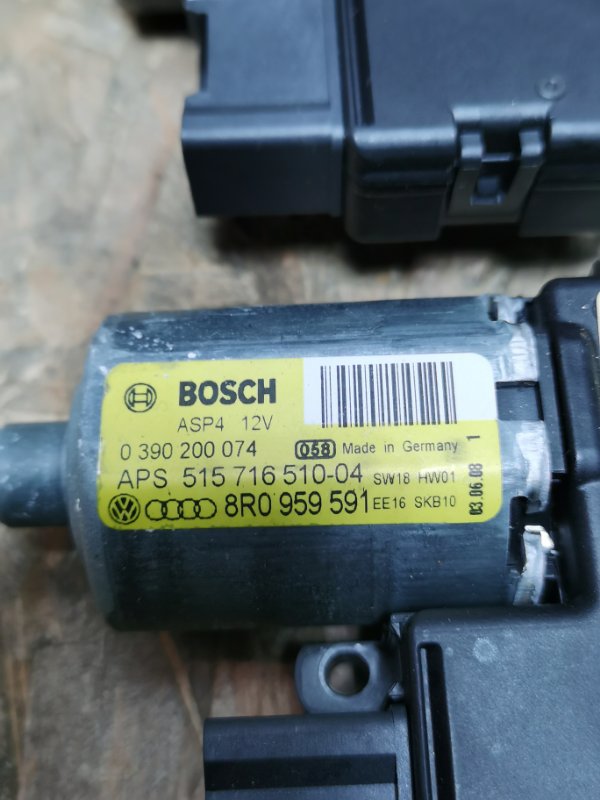 BOSCH
ASP4 12V
0 390 200 074 068 Made in Germany 1
APS 515 716 510-04 SW18 HW01
8R0 959 591 EE16 SKB10
03.06.08